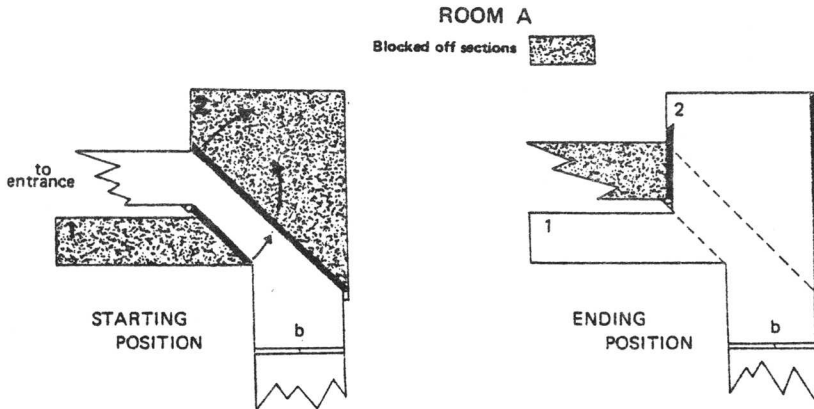 ROOM A
Blocked off sections
2
to
entrance
1
b
STARTING
POSITION
2
1
b
ENDING
POSITION